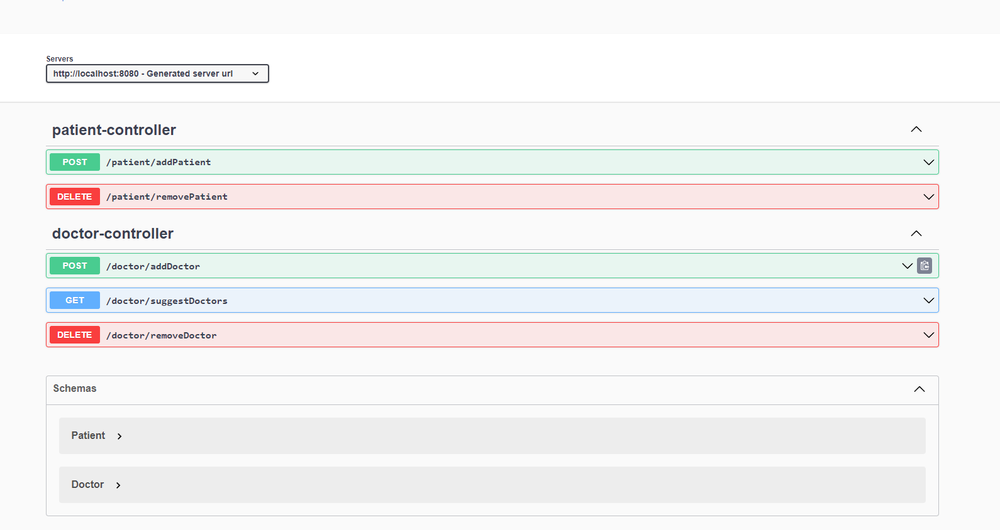 Servers
http://localhost:8080 - Generated server url
patient-controller
POST /patient/addPatient
DELETE /patient/removePatient
doctor-controller
POST /doctor/addDoctor
GET /doctor/suggestDoctors
DELETE /doctor/removeDoctor
Schemas
Patient
Doctor